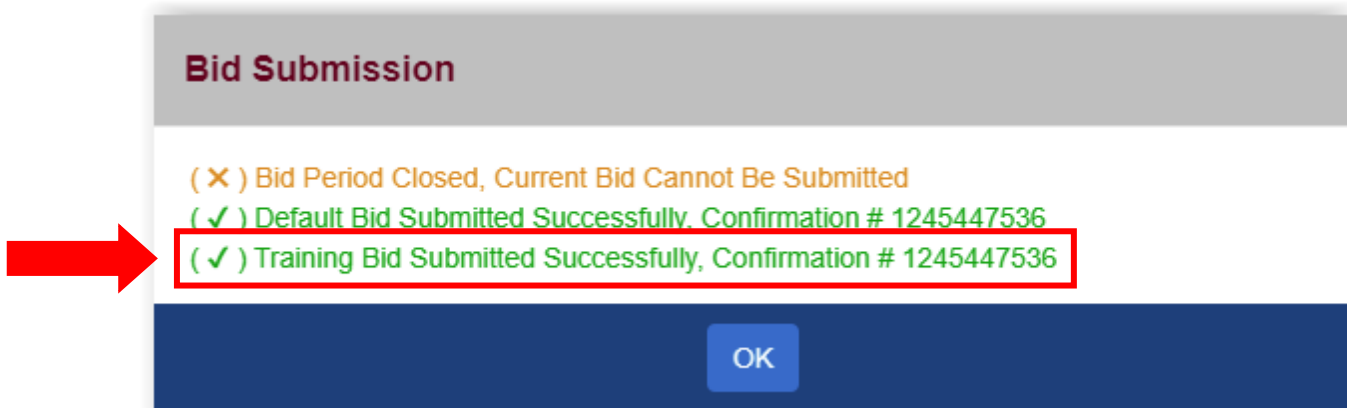 Bid Submission
( ✕ ) Bid Period Closed, Current Bid Cannot Be Submitted
( ✓ ) Default Bid Submitted Successfully, Confirmation # 1245447536
( ✓ ) Training Bid Submitted Successfully, Confirmation # 1245447536
OK